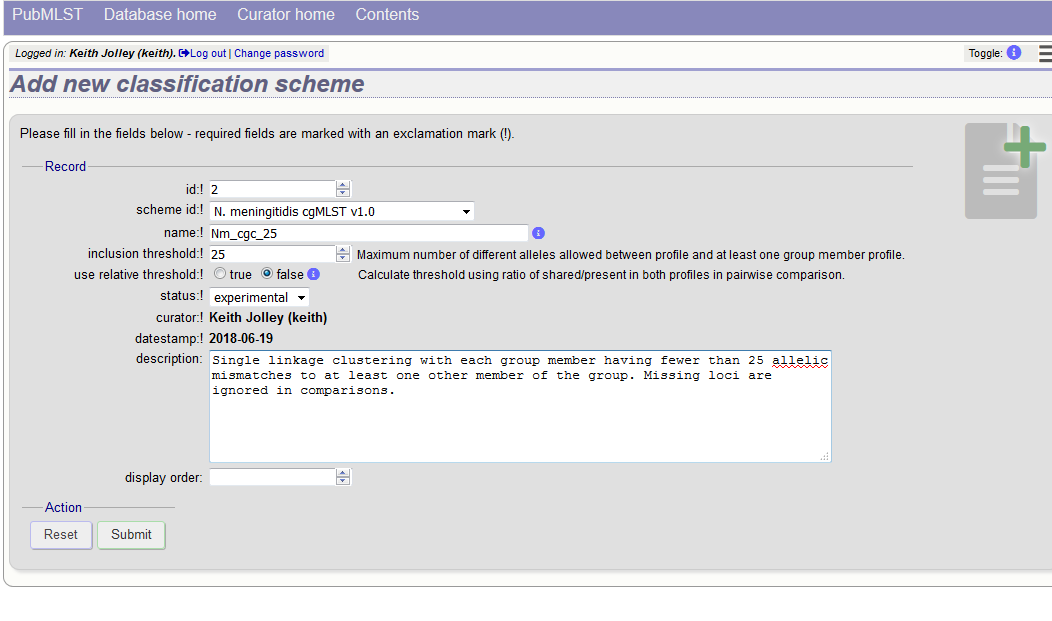 PubMLST Database home Curator home Contents
Logged in: Keith Jolley (keith). Log out | Change password Toggle: i
Add new classification scheme
Please fill in the fields below - required fields are marked with an exclamation mark (!).
Record
id:! 2
scheme id:! N. meningitidis cgMLST v1.0
name:! Nm_cgc_25 i
inclusion threshold:! 25 Maximum number of different alleles allowed between profile and at least one group member profile.
use relative threshold:! true false i Calculate threshold using ratio of shared/present in both profiles in pairwise comparison.
status:! experimental
curator:! Keith Jolley (keith)
datestamp:! 2018-06-19
description: Single linkage clustering with each group member having fewer than 25 allelic
mismatches to at least one other member of the group. Missing loci are
ignored in comparisons.
display order:
Action
Reset Submit